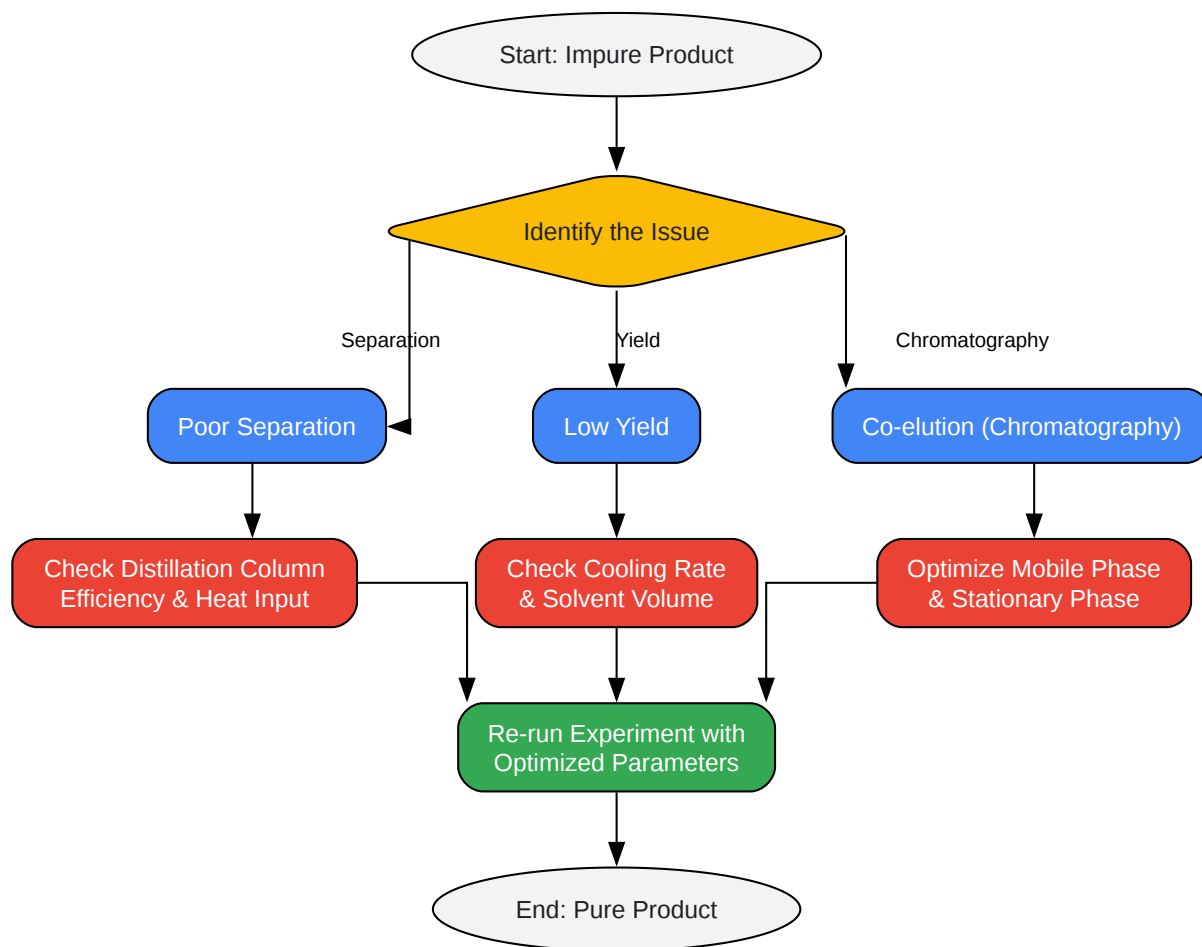 Start: Impure Product
Identify the Issue
Separation
Yield
Chromatography
Poor Separation
Low Yield
Co-elution (Chromatography)
Check Distillation Column
Efficiency & Heat Input
Check Cooling Rate
& Solvent Volume
Optimize Mobile Phase
& Stationary Phase
Re-run Experiment with
Optimized Parameters
End: Pure Product